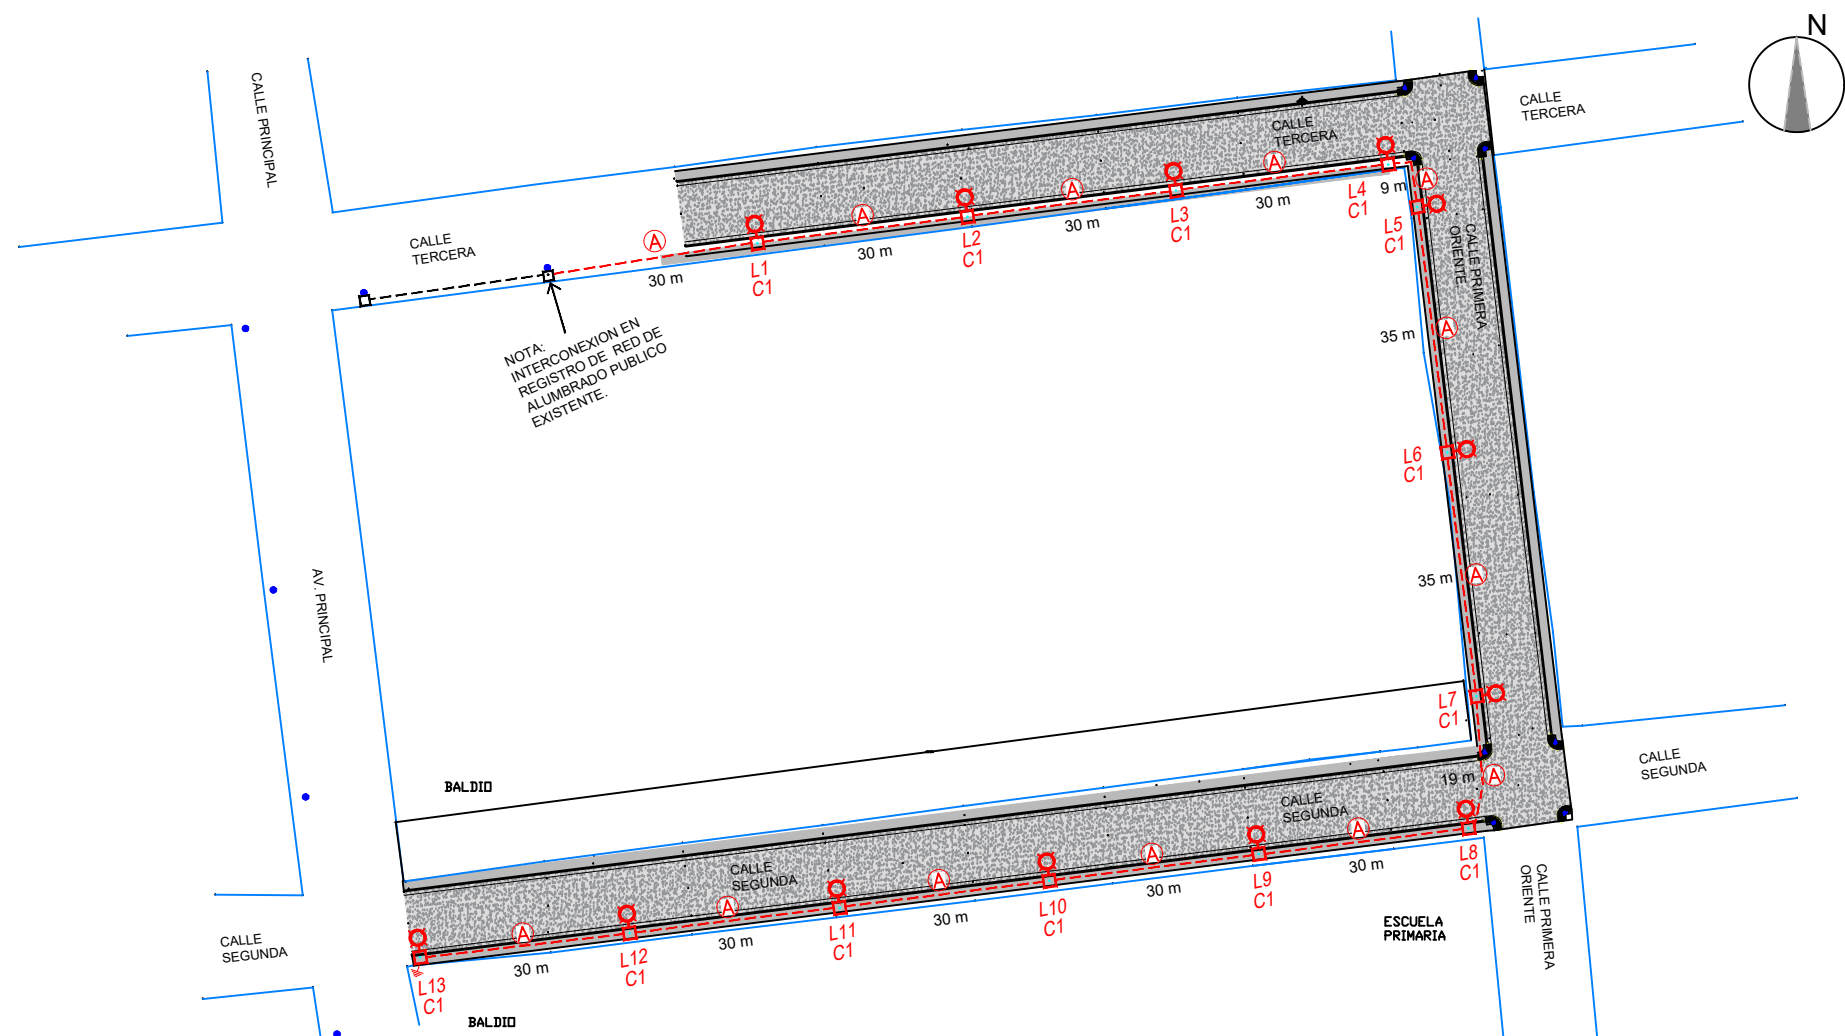 N
CALLE PRINCIPAL
CALLE
TERCERA
CALLE
TERCERA
CALLE
TERCERA
A
30 m
L1
C1
A
30 m
L2
C1
A
30 m
L3
C1
A
30 m
L4
C1
9 m
A
L5
C1
CALLE PRIMERA
ORIENTE
NOTA:
INTERCONEXION EN
REGISTRO DE RED DE
ALUMBRADO PUBLICO
EXISTENTE.
35 m
A
L6
C1
35 m
A
AV. PRINCIPAL
L7
C1
BALDIO
19 m
A
CALLE
SEGUNDA
CALLE
SEGUNDA
CALLE
SEGUNDA
CALLE
SEGUNDA
L8
C1
A
30 m
L9
C1
A
30 m
L10
C1
A
30 m
L11
C1
A
30 m
L12
C1
A
30 m
L13
C1
ESCUELA
PRIMARIA
CALLE PRIMERA
ORIENTE
BALDIO